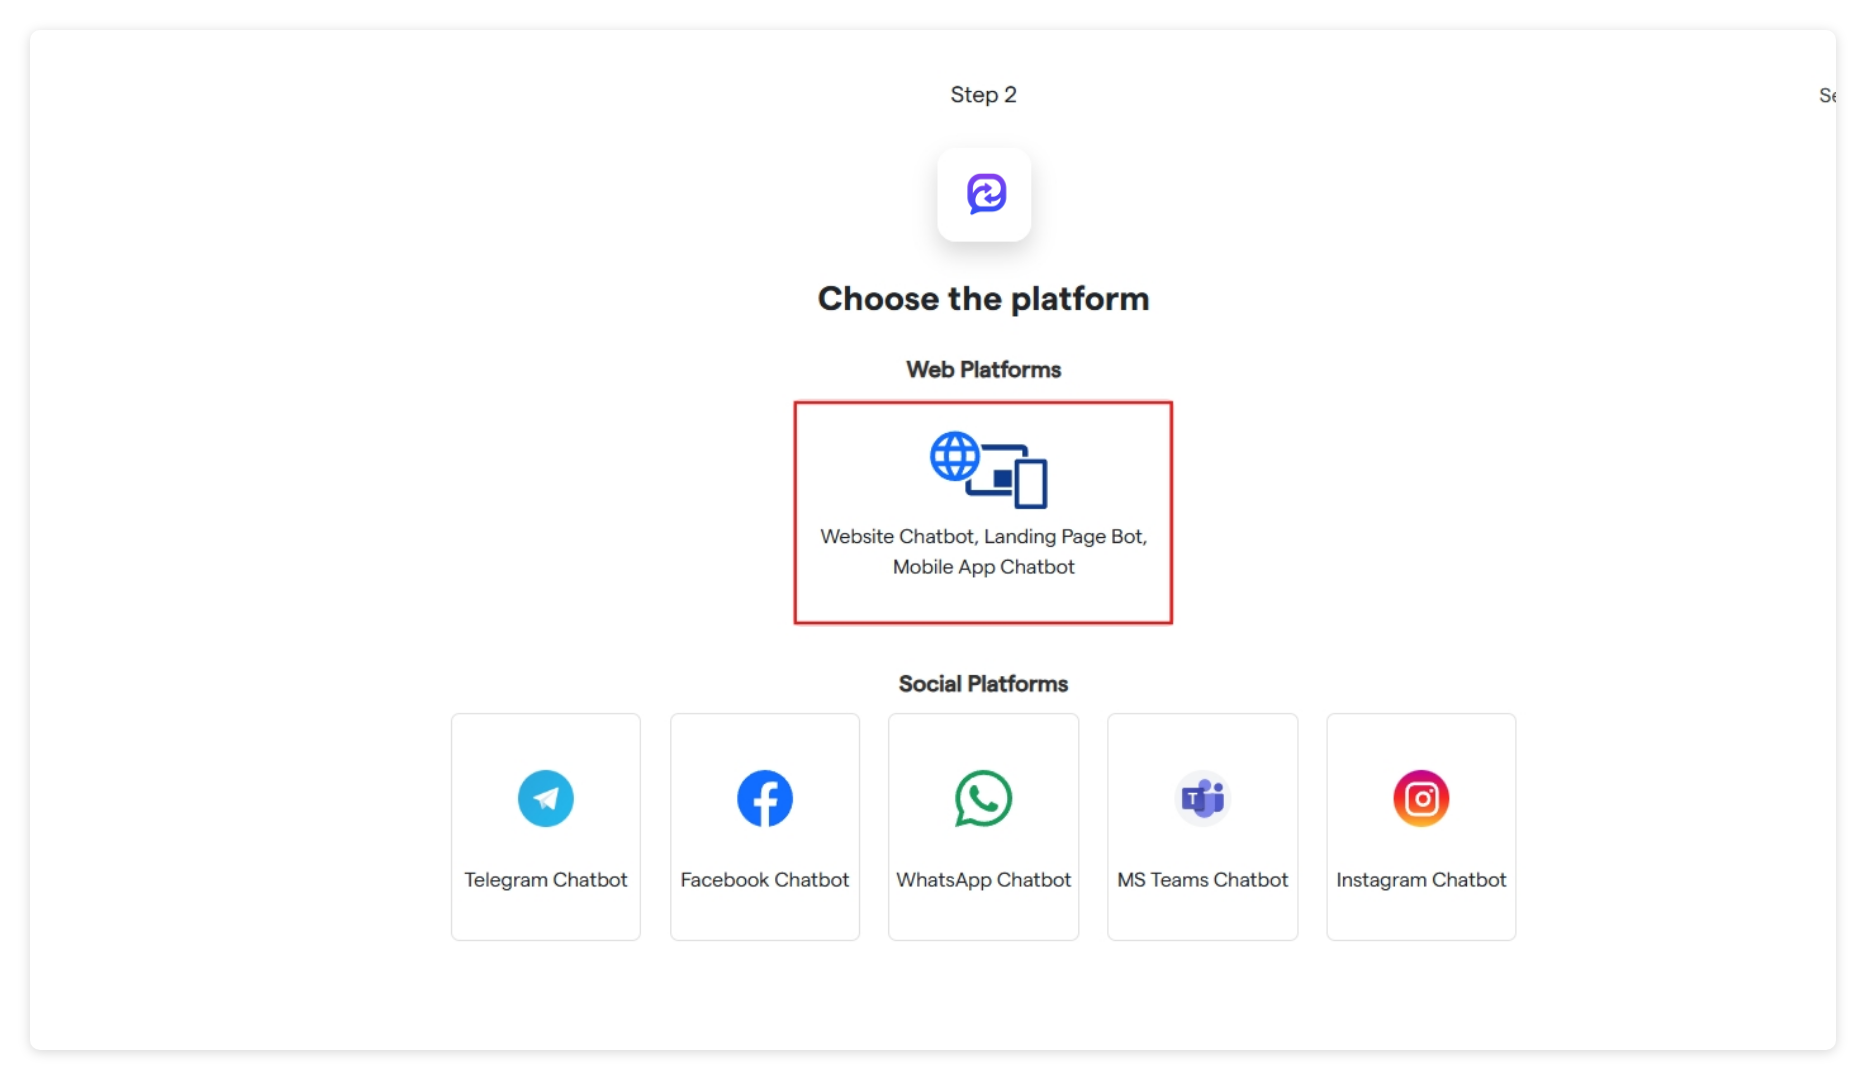 Step 2
Se
Choose the platform
Web Platforms
Website Chatbot, Landing Page Bot,
Mobile App Chatbot
Social Platforms
Telegram Chatbot
Facebook Chatbot
WhatsApp Chatbot
MS Teams Chatbot
Instagram Chatbot